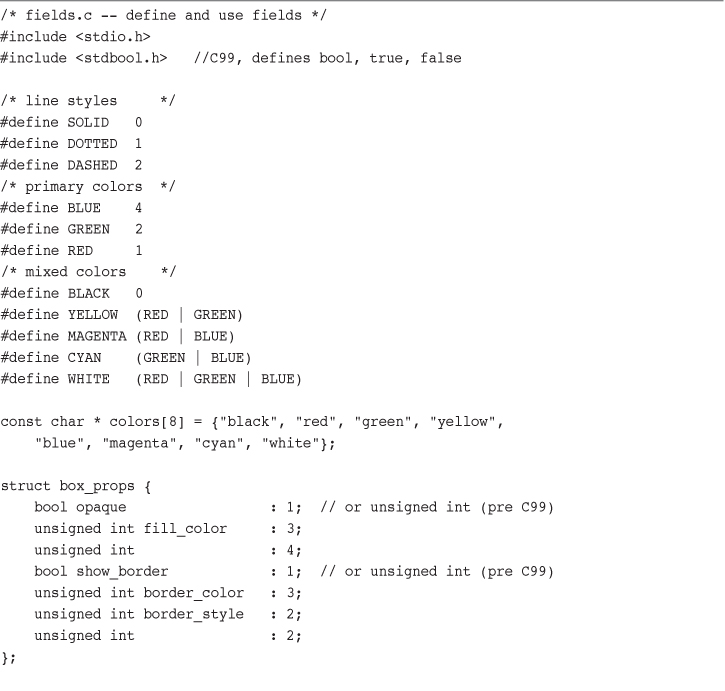 /* fields.c -- define and use fields */
#include <stdio.h>
#include <stdbool.h>   //C99, defines bool, true, false

/* line styles     */
#define SOLID   0
#define DOTTED  1
#define DASHED  2
/* primary colors  */
#define BLUE    4
#define GREEN   2
#define RED     1
/* mixed colors    */
#define BLACK   0
#define YELLOW  (RED | GREEN)
#define MAGENTA (RED | BLUE)
#define CYAN    (GREEN | BLUE)
#define WHITE   (RED | GREEN | BLUE)

const char * colors[8] = {"black", "red", "green", "yellow",
    "blue", "magenta", "cyan", "white"};

struct box_props {
    bool opaque                 : 1;  // or unsigned int (pre C99)
    unsigned int fill_color     : 3;
    unsigned int                : 4;
    bool show_border            : 1;  // or unsigned int (pre C99)
    unsigned int border_color   : 3;
    unsigned int border_style   : 2;
    unsigned int                : 2;
};